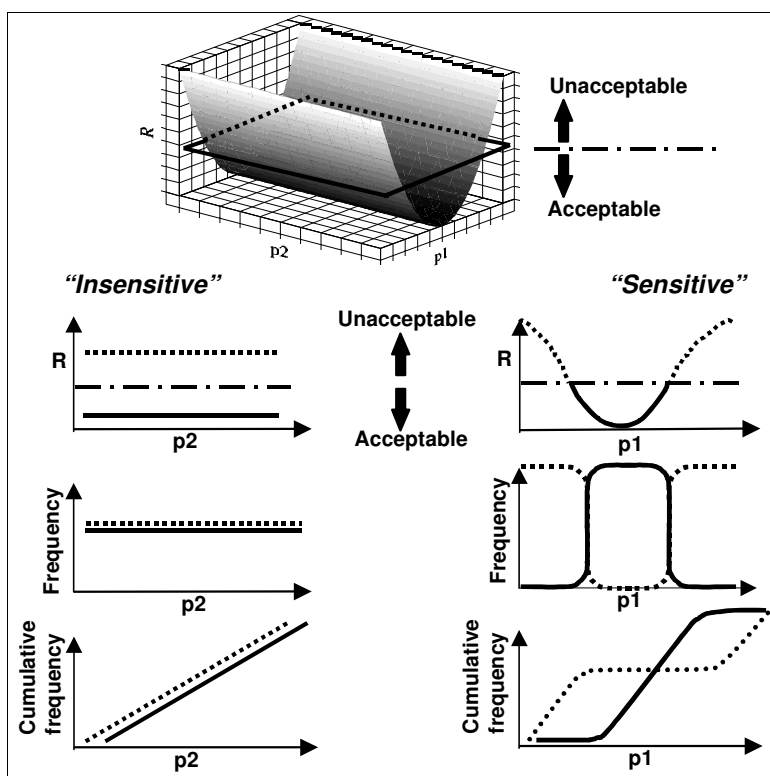 Unacceptable
R
Acceptable
p2
p1
“Insensitive”
“Sensitive”
Unacceptable
R
R
Acceptable
p2
p1
Frequency
Frequency
p2
p1
Cumulative
frequency
Cumulative
frequency
p2
p1